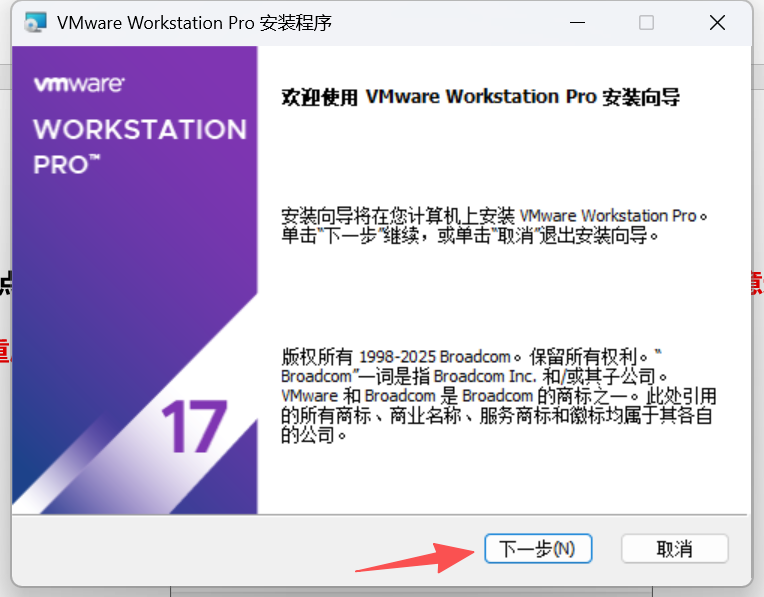 VMware Workstation Pro 安装程序
vmware®
WORKSTATION
PRO™
欢迎使用 VMware Workstation Pro 安装向导
安装向导将在您计算机上安装 VMware Workstation Pro。
单击“下一步”继续，或单击“取消”退出安装向导。
点
重
版权所有 1998-2025 Broadcom。保留所有权利。“
Broadcom”一词是指 Broadcom Inc. 和/或其子公司。
VMware 和 Broadcom 是 Broadcom 的商标之一。此处引用
的所有商标、商业名称、服务商标和徽标均属于其各自
的公司。
17
下一步(N)
取消